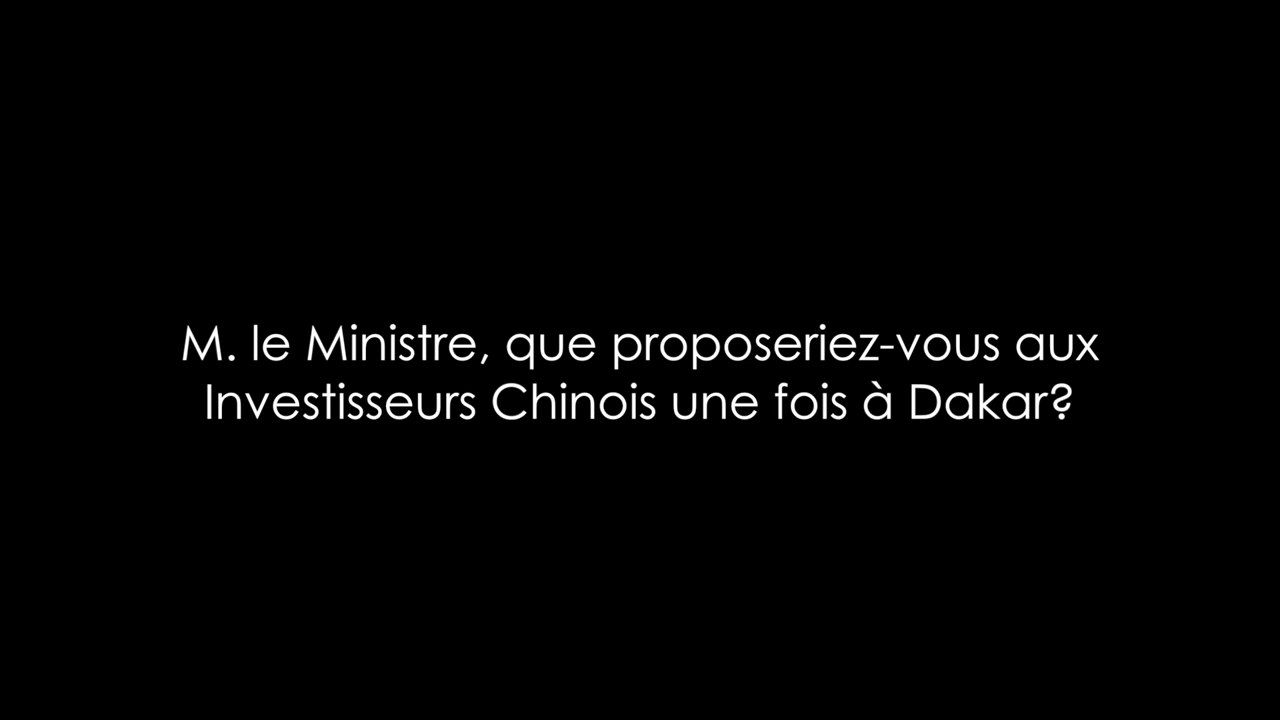 M. le Ministre, que proposeriez-vous aux
Investisseurs Chinois une fois à Dakar?